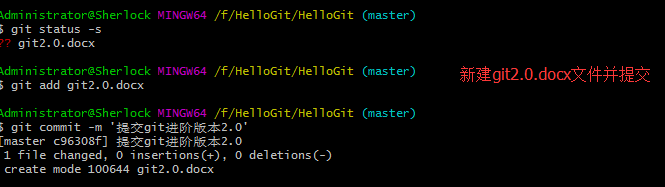 Administrator@Sherlock MINGW64 /f/HelloGit/HelloGit (master)
$ git status -s
?? git2.0.docx
Administrator@Sherlock MINGW64 /f/HelloGit/HelloGit (master)
$ git add git2.0.docx
新建git2.0.docx文件并提交
Administrator@Sherlock MINGW64 /f/HelloGit/HelloGit (master)
$ git commit -m '提交git进阶版本2.0'
[master c96308f] 提交git进阶版本2.0
1 file changed, 0 insertions(+), 0 deletions(-)
create mode 100644 git2.0.docx